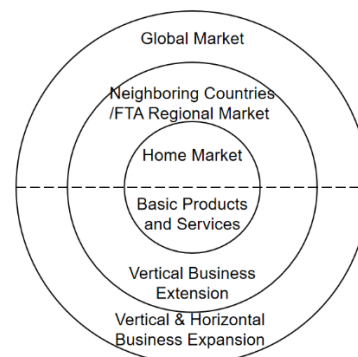 Global Market
Neighboring Countries
/FTA Regional Market
Home Market
Basic Products
and Services
Vertical Business
Extension
Vertical & Horizontal
Business Expansion